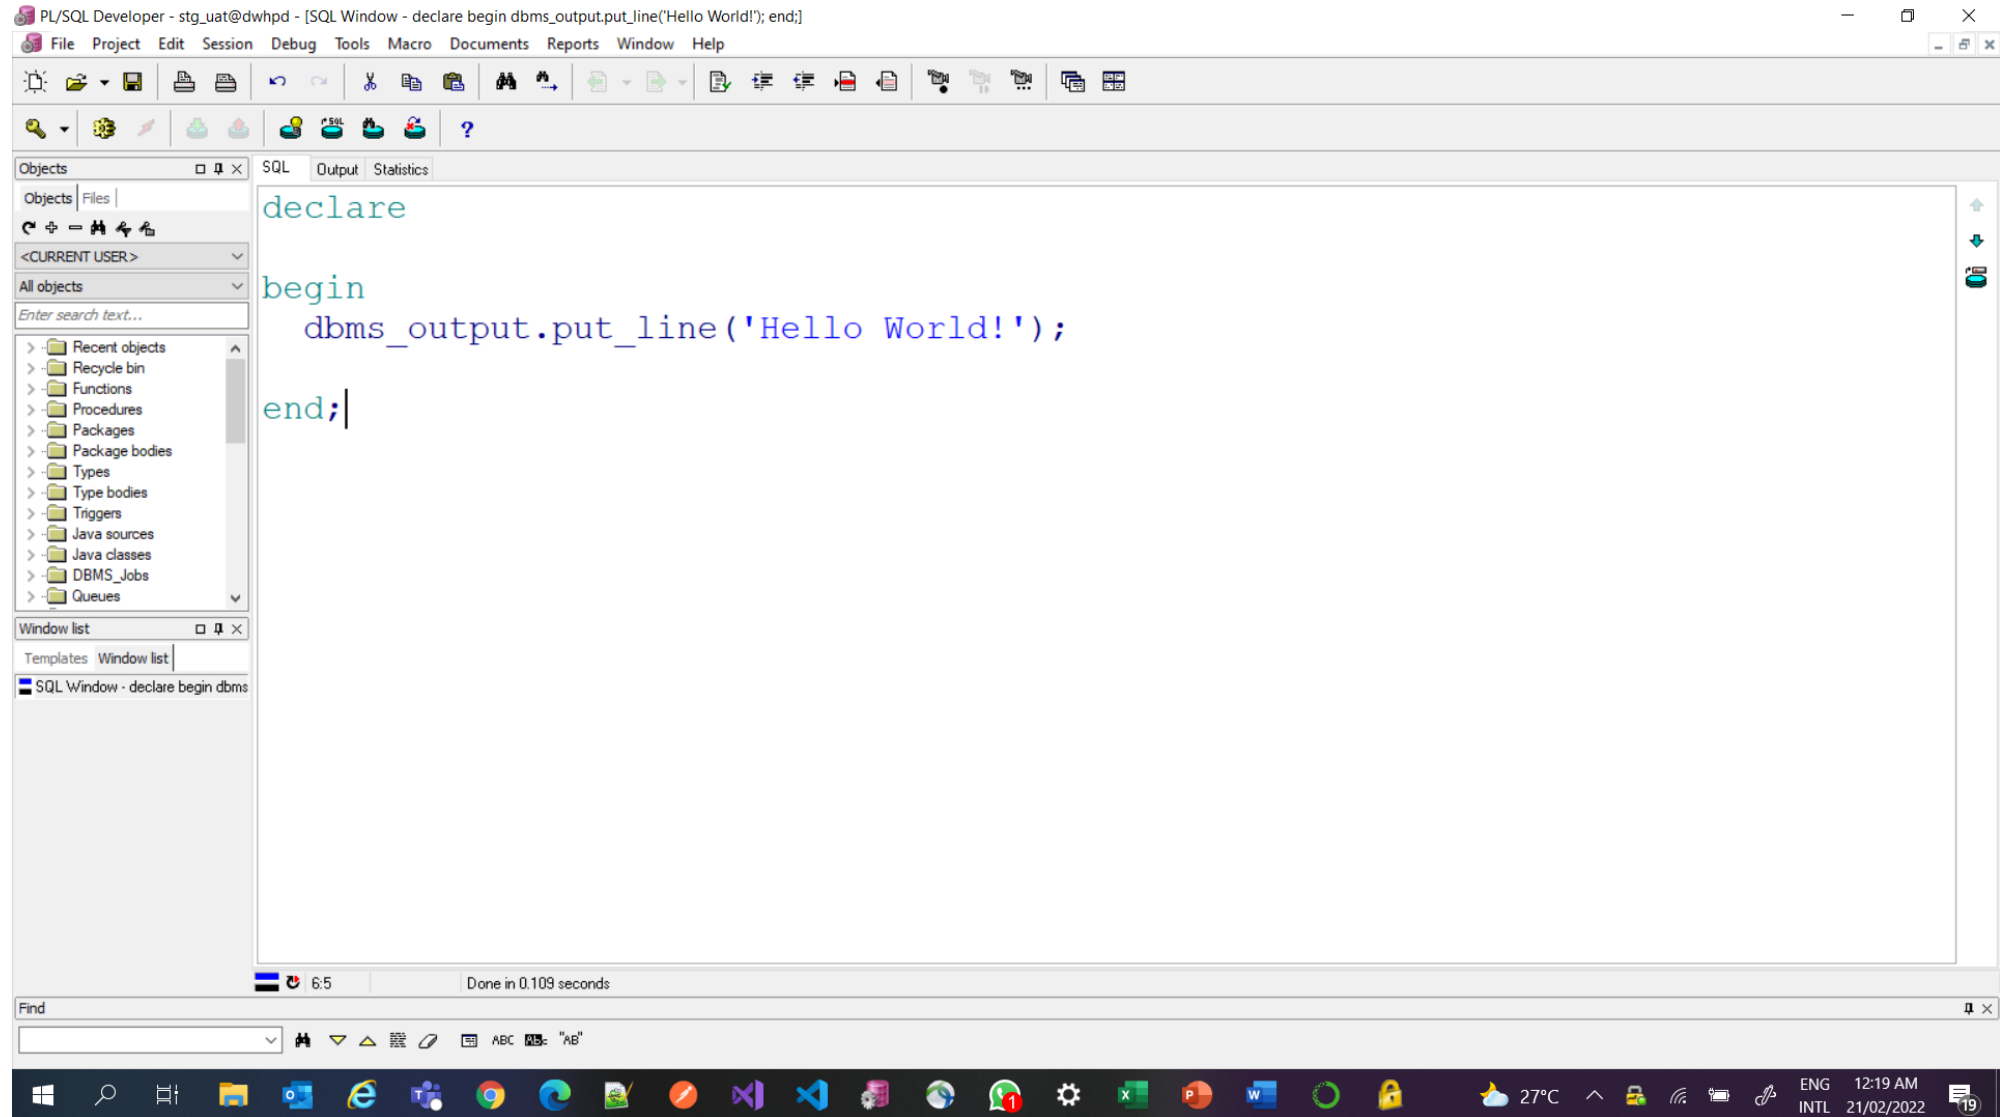 PL/SQL Developer - stg_uat@dwhpd - [SQL Window - declare begin dbms_output.put_line('Hello World!'); end;]
File Project Edit Session Debug Tools Macro Documents Reports Window Help
Objects
SQL Output Statistics
Objects Files
<CURRENT USER>
All objects
Enter search text...
Recent objects
Recycle bin
Functions
Procedures
Packages
Package bodies
Types
Type bodies
Triggers
Java sources
Java classes
DBMS_Jobs
Queues
declare
begin
dbms_output.put_line('Hello World!');
end;
Window list
Templates Window list
SQL Window - declare begin dbms
6:5 Done in 0.109 seconds
Find
ABC ABc "AB"
27°C
ENG
INTL
12:19 AM
21/02/2022
19
1